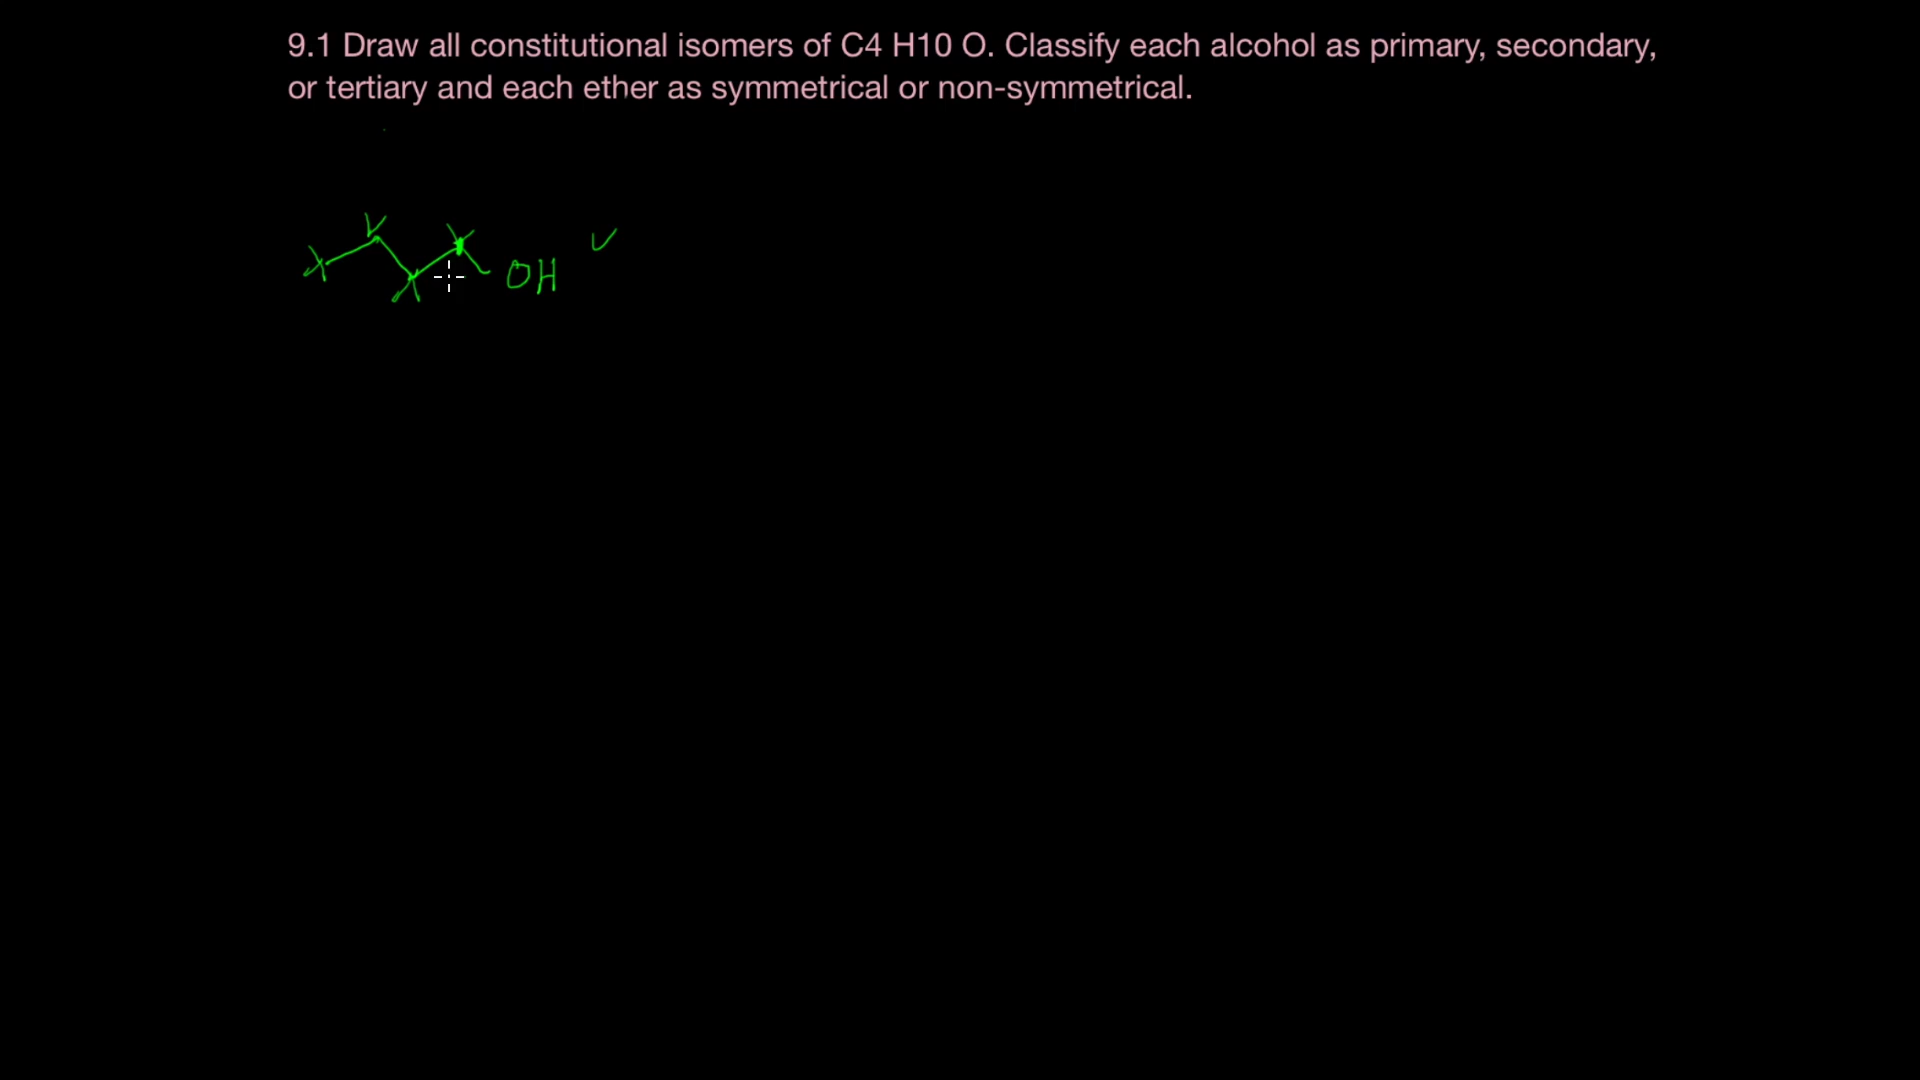 9.1 Draw all constitutional isomers of C4 H10 O. Classify each alcohol as primary, secondary,
or tertiary and each ether as symmetrical or non-symmetrical.
OH